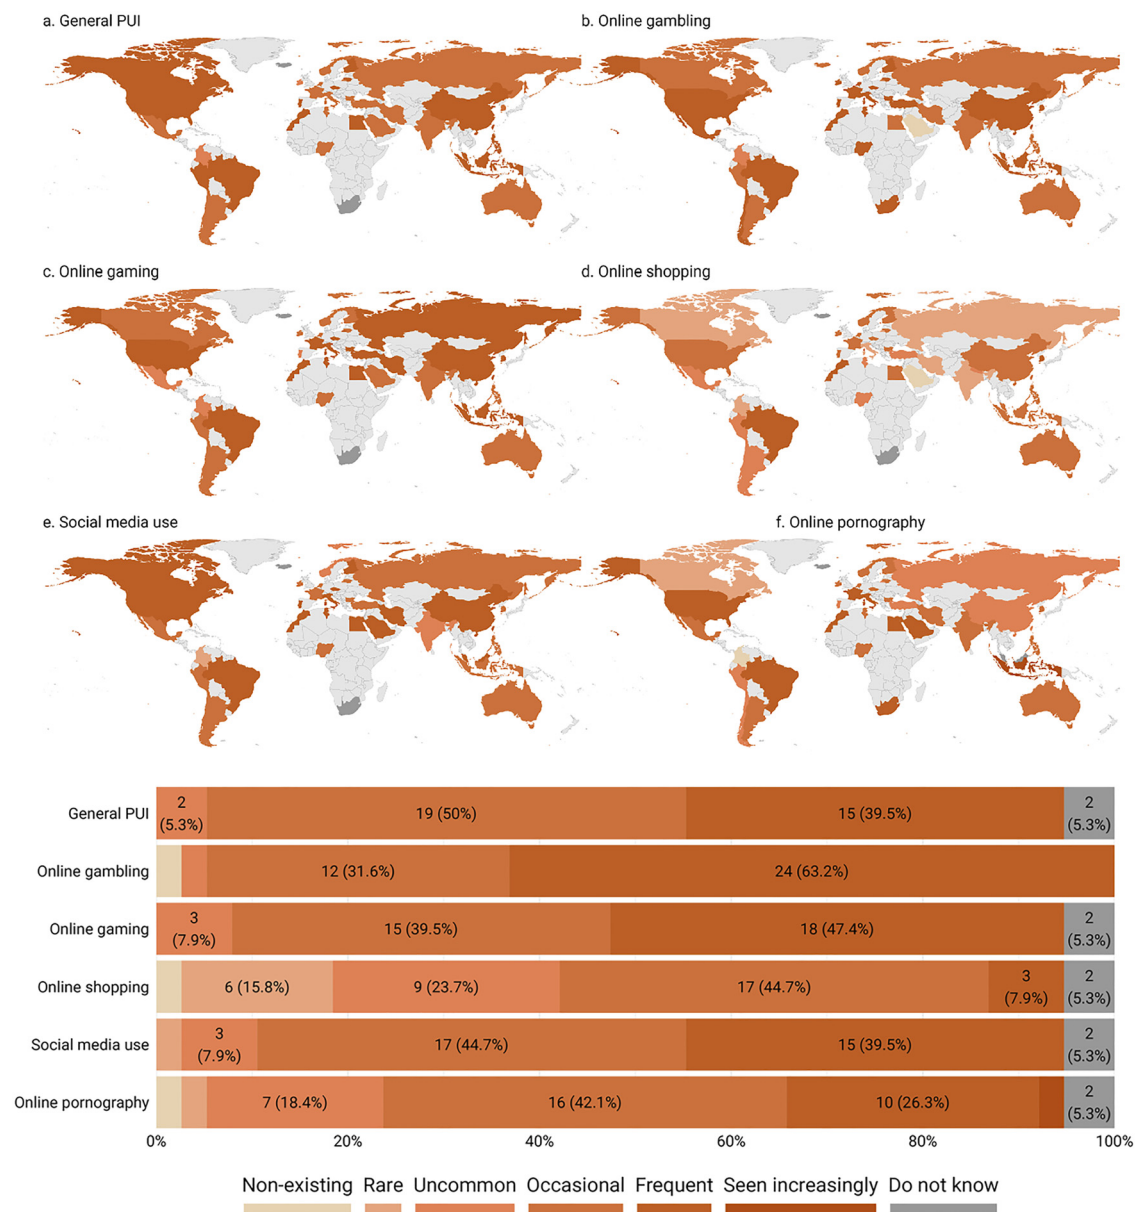 a. General PUI
b. Online gambling
c. Online gaming
d. Online shopping
e. Social media use
f. Online pornography
General PUI
2
(5.3%)
19 (50%)
15 (39.5%)
2
(5.3%)
Online gambling
12 (31.6%)
24 (63.2%)
Online gaming
3
(7.9%)
15 (39.5%)
18 (47.4%)
2
(5.3%)
Online shopping
6 (15.8%)
9 (23.7%)
17 (44.7%)
3
(7.9%)
2
(5.3%)
Social media use
3
(7.9%)
17 (44.7%)
15 (39.5%)
2
(5.3%)
Online pornography
7 (18.4%)
16 (42.1%)
10 (26.3%)
2
(5.3%)
0%
20%
40%
60%
80%
100%
Non-existing
Rare
Uncommon
Occasional
Frequent
Seen increasingly
Do not know